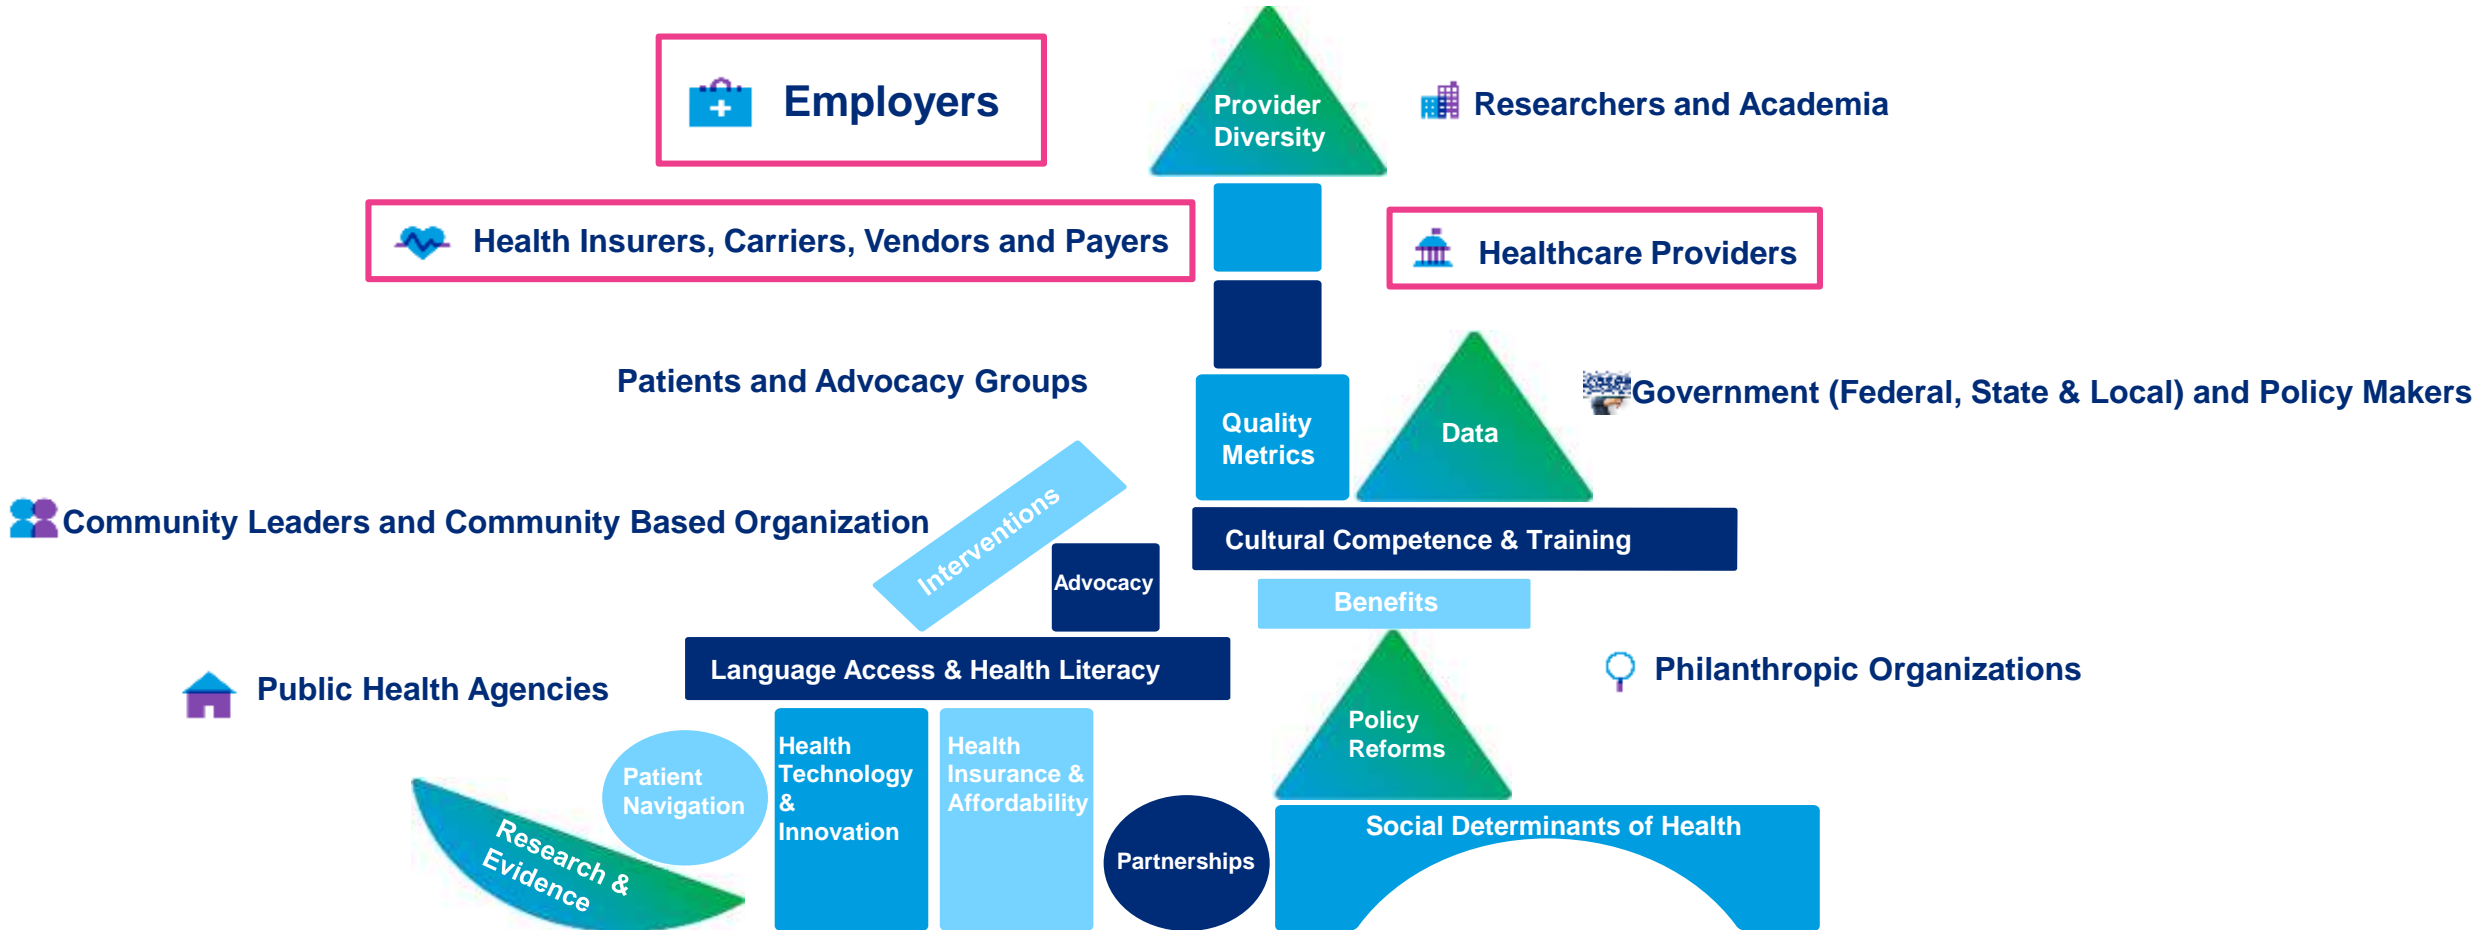 Employers
Provider
Diversity
Researchers and Academia
Health Insurers, Carriers, Vendors and Payers
Healthcare Providers
Patients and Advocacy Groups
Government (Federal, State & Local) and Policy Makers
Quality
Metrics
Data
Community Leaders and Community Based Organization
Interventions
Cultural Competence & Training
Advocacy
Benefits
Language Access & Health Literacy
Public Health Agencies
Philanthropic Organizations
Policy
Reforms
Patient
Navigation
Health
Technology
&
Innovation
Health
Insurance &
Affordability
Research &
Evidence
Partnerships
Social Determinants of Health